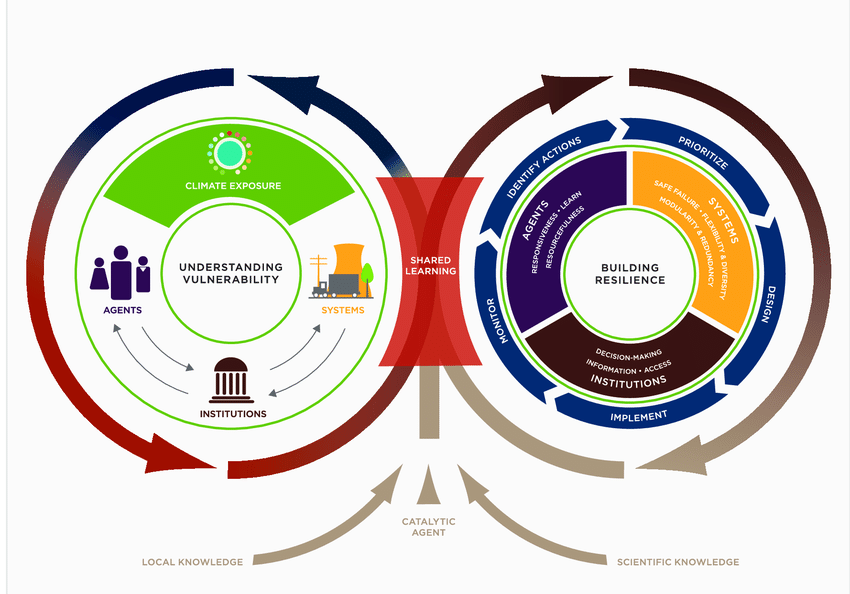 CLIMATE EXPOSURE
UNDERSTANDING
VULNERABILITY
AGENTS
SYSTEMS
INSTITUTIONS
SHARED
LEARNING
IDENTIFY ACTIONS
PRIORITIZE
DESIGN
IMPLEMENT
MONITOR
AGENTS
RESPONSIVENESS • LEARN
RESOURCEFULNESS
SYSTEMS
SAFE FAILURE • FLEXIBLITY & DIVERSITY
MODULARITY & REDUNDANCY
BUILDING
RESILIENCE
DECISION-MAKING
INFORMATION • ACCESS
INSTITUTIONS
CATALYTIC
AGENT
LOCAL KNOWLEDGE
SCIENTIFIC KNOWLEDGE